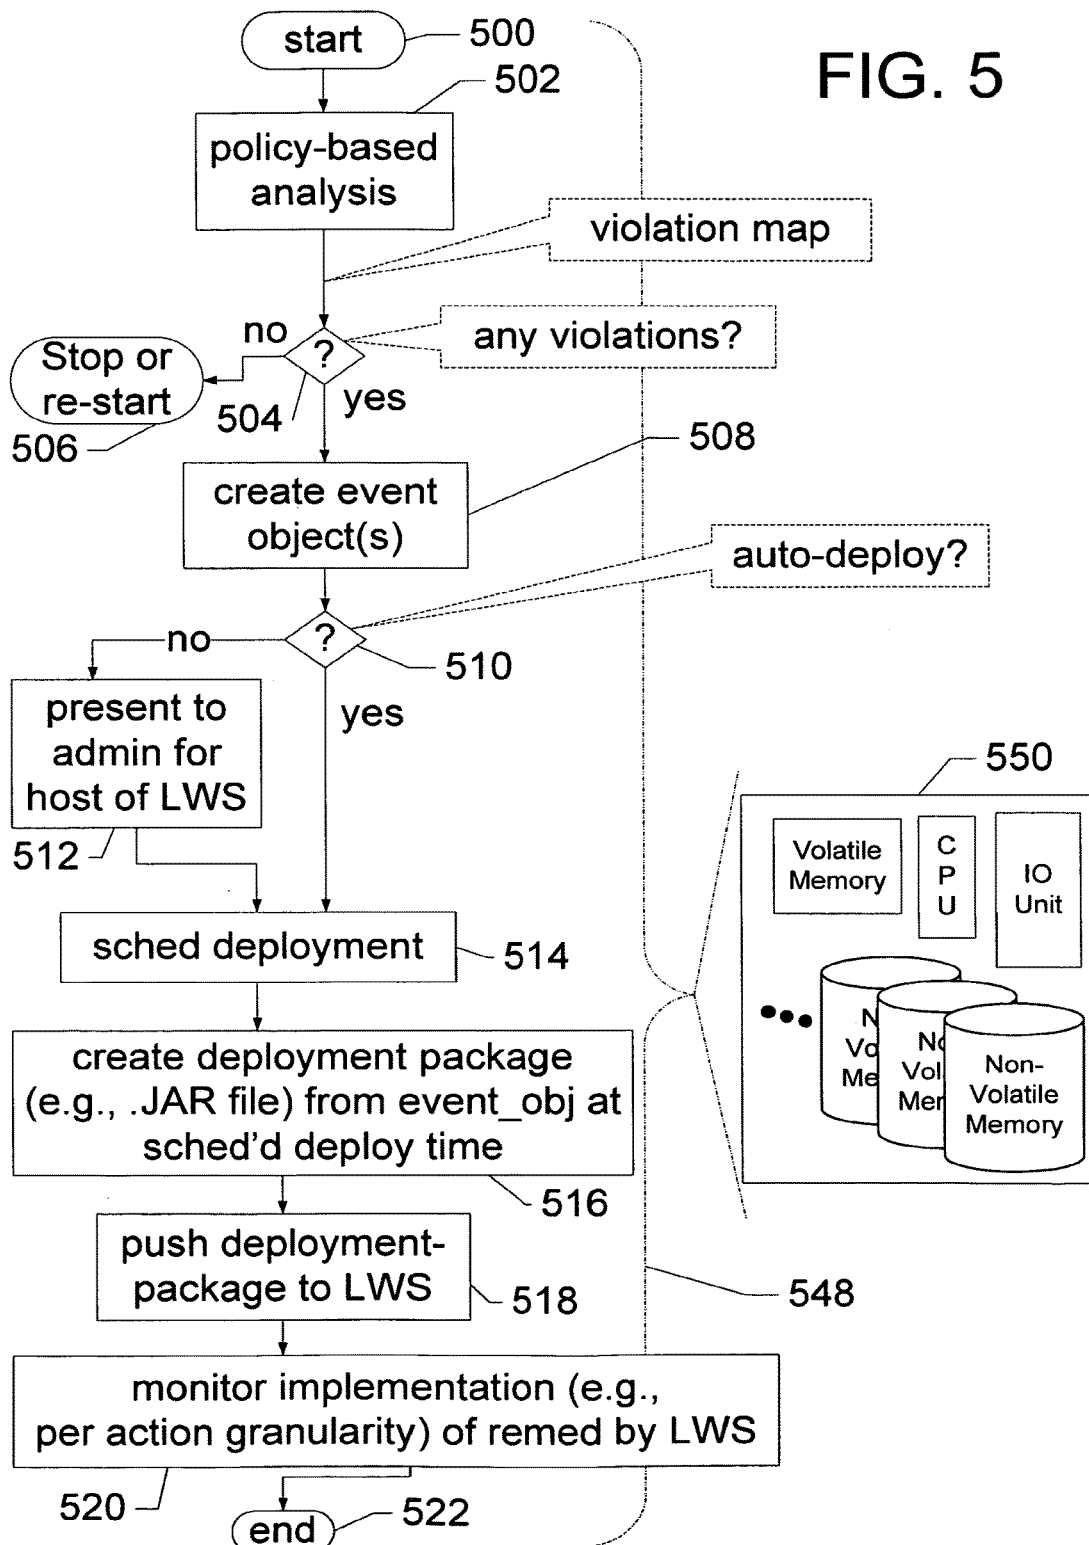 FIG. 5
start
500
502
policy-based
analysis
violation map
any violations?
no
?
504
yes
Stop or
re-start
506
508
create event
object(s)
auto-deploy?
no
?
510
yes
present to
admin for
host of LWS
512
sched deployment
514
create deployment package
(e.g., .JAR file) from event_obj at
sched'd deploy time
516
push deployment-
package to LWS
518
monitor implementation (e.g.,
per action granularity) of remed by LWS
520
end
522
548
550
Volatile
Memory
C
P
U
IO
Unit
Non-
Volatile
Memory